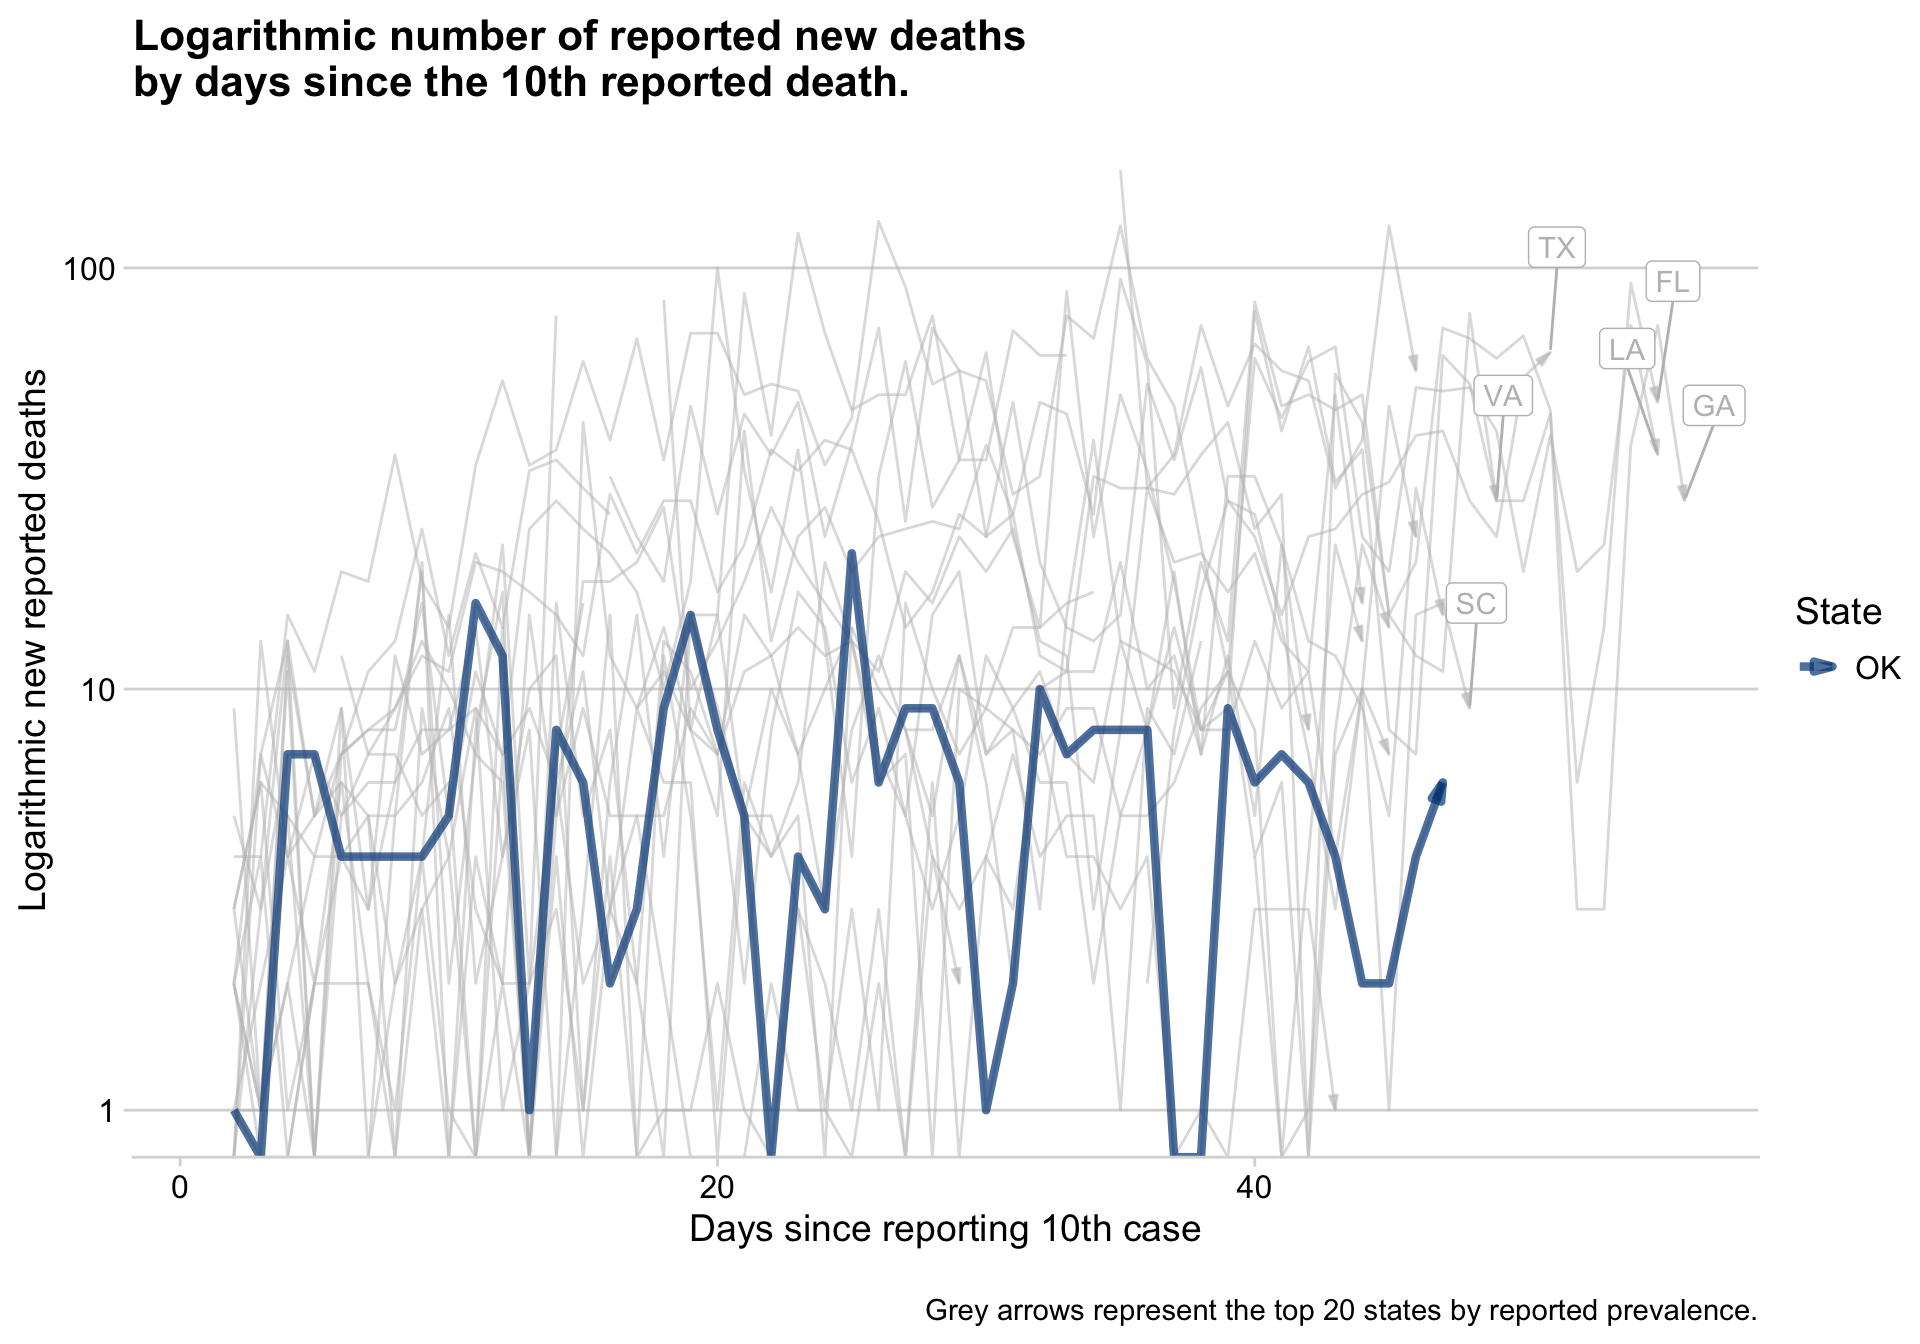 Logarithmic number of reported new deaths
by days since the 10th reported death.
Logarithmic new reported deaths
100
10
1
TX
FL
LA
VA
GA
SC
State
OK
0
20
40
Days since reporting 10th case
Grey arrows represent the top 20 states by reported prevalence.